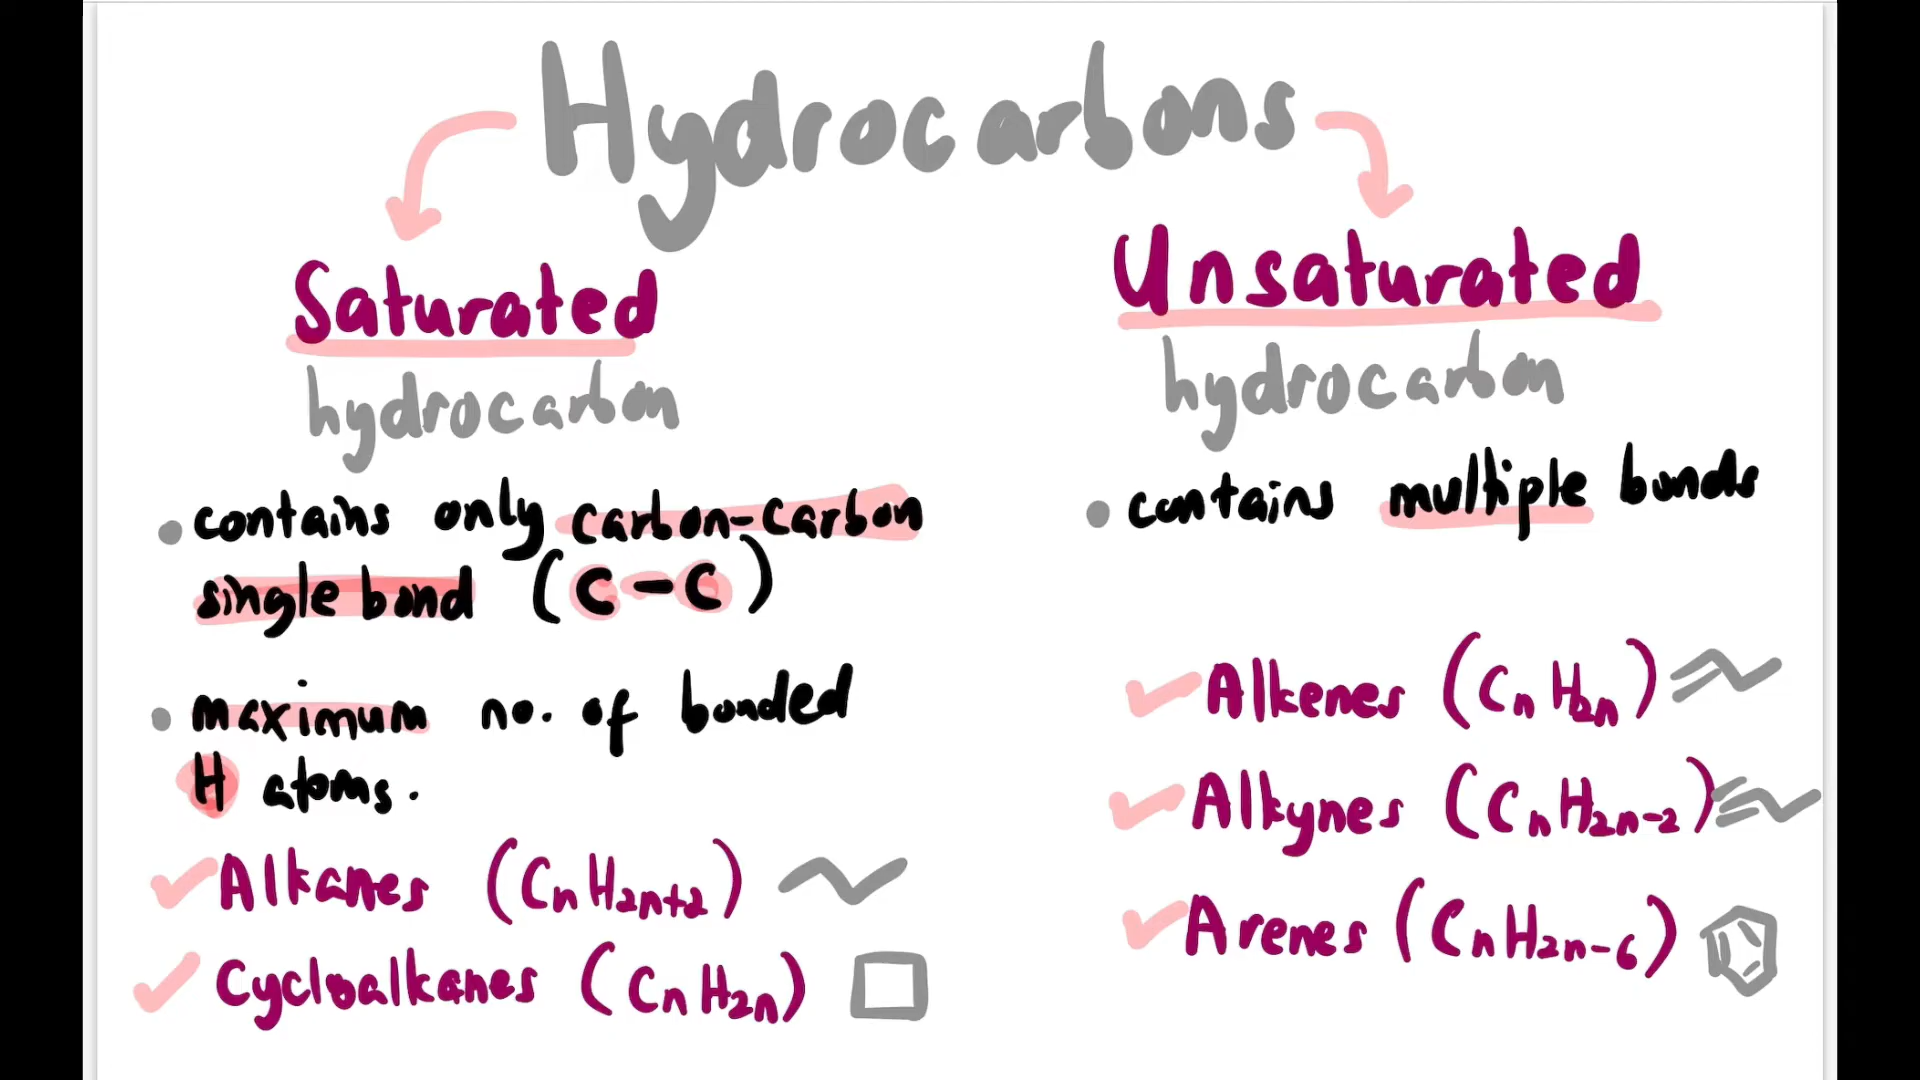 Hydrocarbons
Saturated
hydrocarbon
• contains only carbon-carbon
single bond (C-C)
• maximum no. of bonded
H atoms.
✓ Alkanes (CnH2n+2)
✓ Cycloalkanes (CnH2n)
Unsaturated
hydrocarbon
• contains multiple bonds
✓ Alkenes (CnH2n)
✓ Alkynes (CnH2n-2)
✓ Arenes (CnH2n-6)